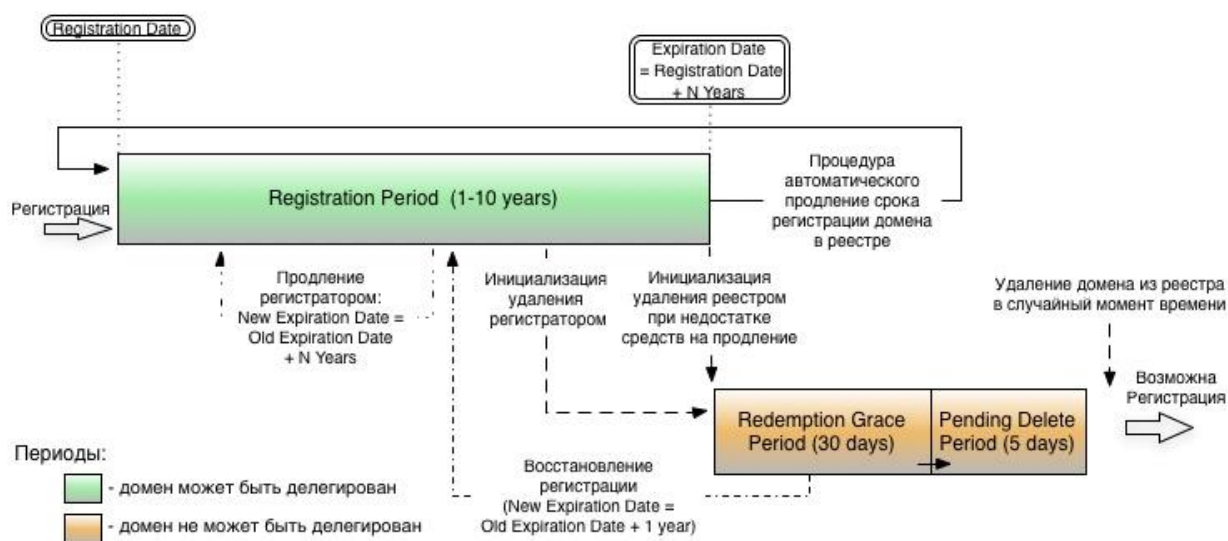 Registration Date
Expiration Date
= Registration Date
+ N Years
Регистрация
Registration Period (1-10 years)
Процедура
автоматического
продление срока
регистрации домена
в реестре
Продление
регистратором:
New Expiration Date =
Old Expiration Date
+ N Years
Инициализация
удаления
регистратором
Инициализация
удаления реестром
при недостатке
средств на продление
Удаление домена из реестра
в случайный момент времени
Возможна
Регистрация
Redemption Grace
Period (30 days)
Pending Delete
Period (5 days)
Восстановление
регистрации
(New Expiration Date =
Old Expiration Date + 1 year)
Периоды:
- домен может быть делегирован
- домен не может быть делегирован